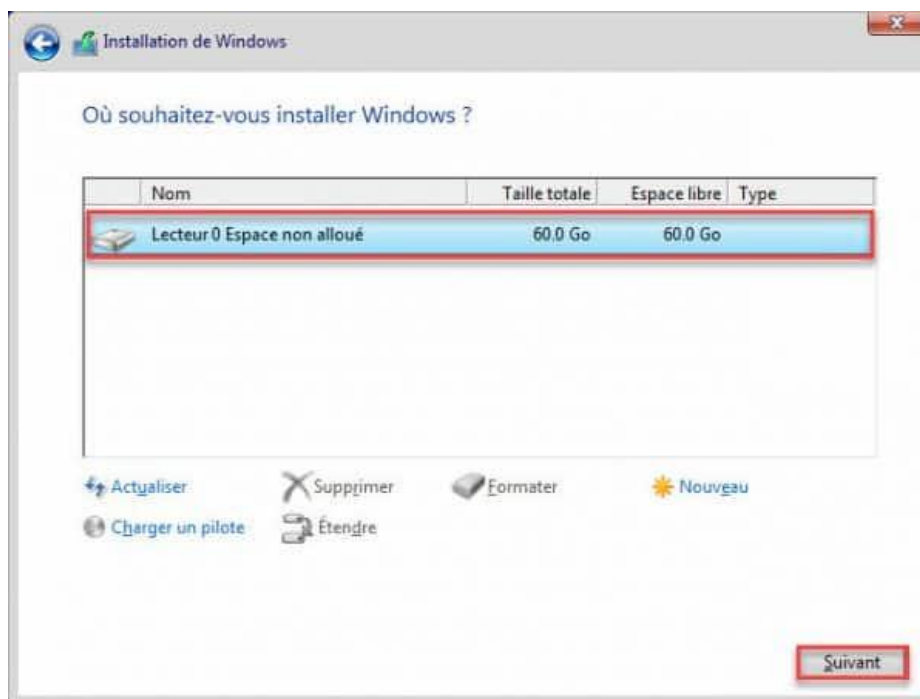 Installation de Windows
Où souhaitez-vous installer Windows ?
Nom Taille totale Espace libre Type
Lecteur 0 Espace non alloué 60.0 Go 60.0 Go
Actualiser Supprimer Formater Nouveau
Charger un pilote Étendre
Suivant